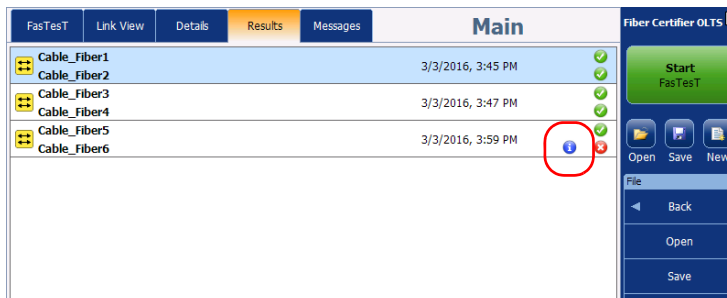 FasTesT Link View Details Results Messages Main
Cable_Fiber1
Cable_Fiber2
3/3/2016, 3:45 PM
Cable_Fiber3
Cable_Fiber4
3/3/2016, 3:47 PM
Cable_Fiber5
Cable_Fiber6
3/3/2016, 3:59 PM
i
Fiber Certifier OLTS
Start
FasTesT
Open Save New
File
Back
Open
Save